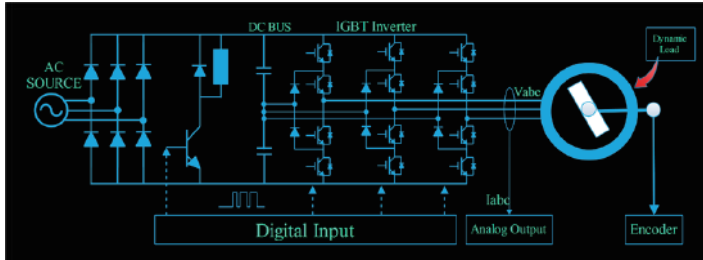 DC BUS
IGBT Inverter
Dynamic
Load
AC
SOURCE
Vabc
Iabc
Digital Input
Analog Output
Encoder